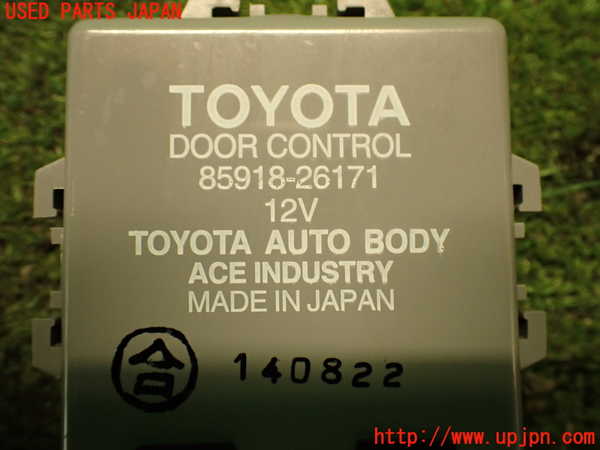 USED PARTS JAPAN
TOYOTA
DOOR CONTROL
85918-26171
12V
TOYOTA AUTO BODY
ACE INDUSTRY
MADE IN JAPAN
合 140822
http://www.upjpn.com/